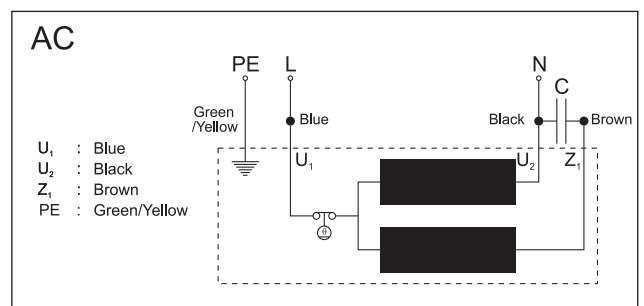 AC
PE L N
C
Green
/Yellow
Blue Black Brown
U₁ U₂ Z₁
U₁ : Blue
U₂ : Black
Z₁ : Brown
PE : Green/Yellow
θ